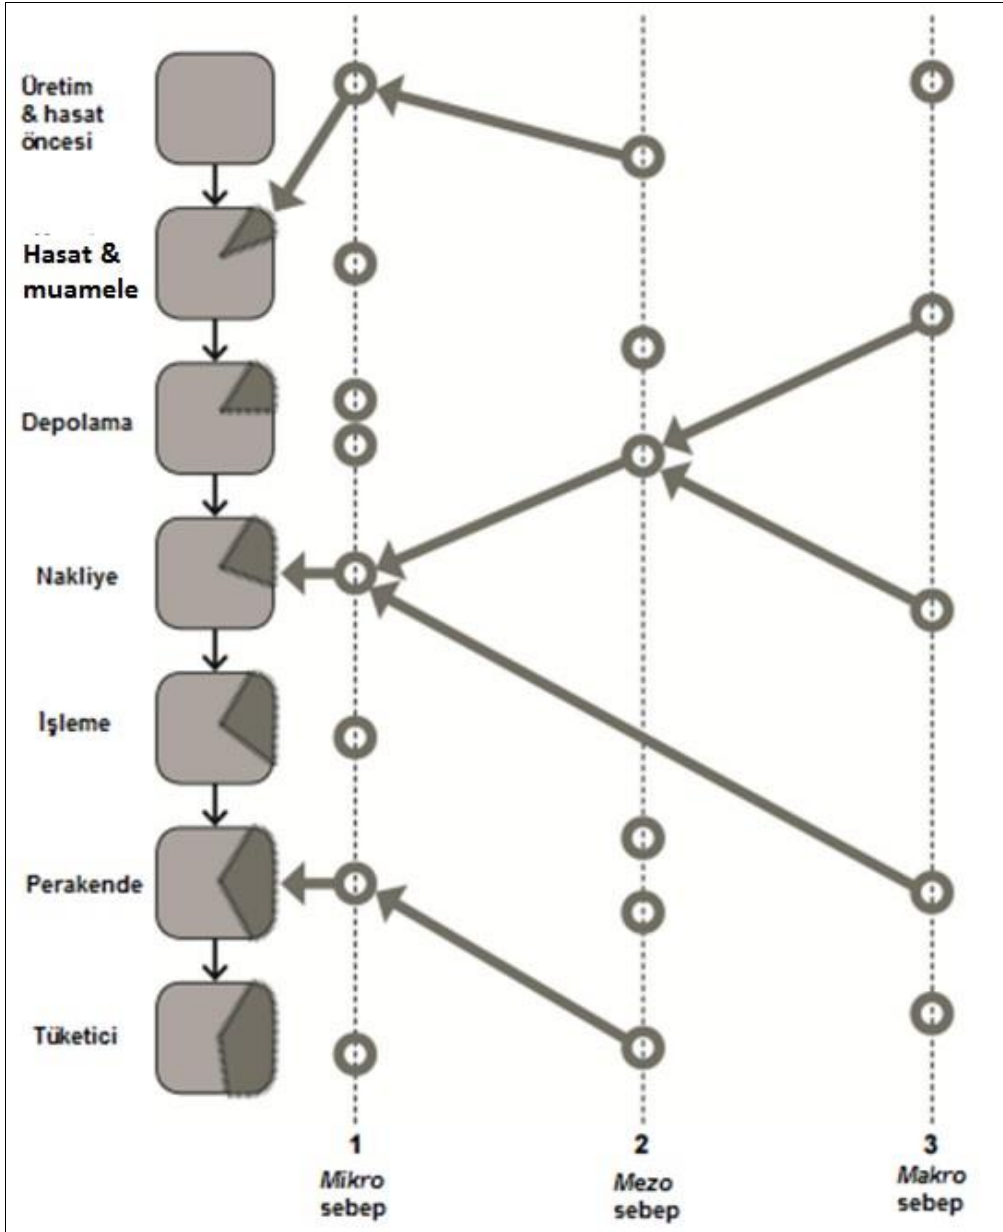 Üretim
& hasat
öncesi
Hasat &
muamele
Depolama
Nakliye
İşleme
Perakende
Tüketici
1
Mikro
sebep
2
Mezo
sebep
3
Makro
sebep